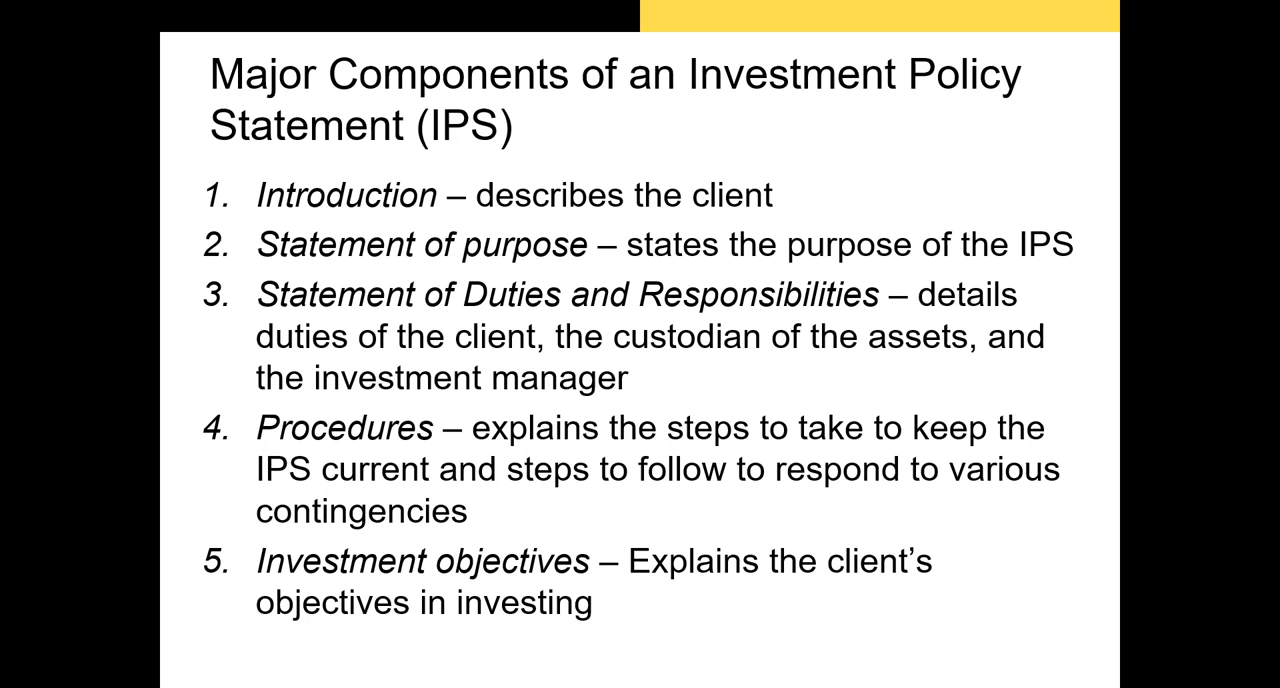 Major Components of an Investment Policy
Statement (IPS)
1. Introduction – describes the client
2. Statement of purpose – states the purpose of the IPS
3. Statement of Duties and Responsibilities – details
duties of the client, the custodian of the assets, and
the investment manager
4. Procedures – explains the steps to take to keep the
IPS current and steps to follow to respond to various
contingencies
5. Investment objectives – Explains the client’s
objectives in investing